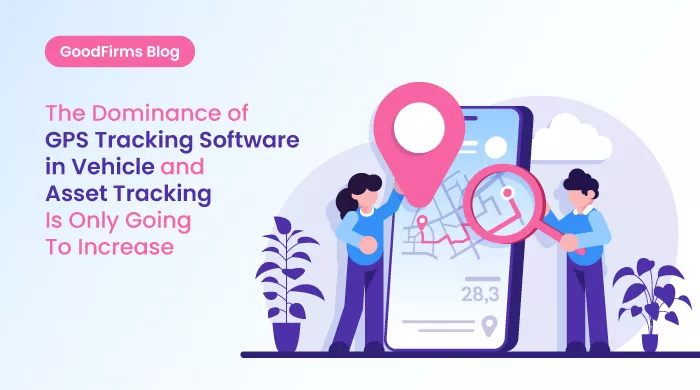 GoodFirms Blog
The Dominance of
GPS Tracking Software
in Vehicle and
Asset Tracking
Is Only Going
To Increase
28,3